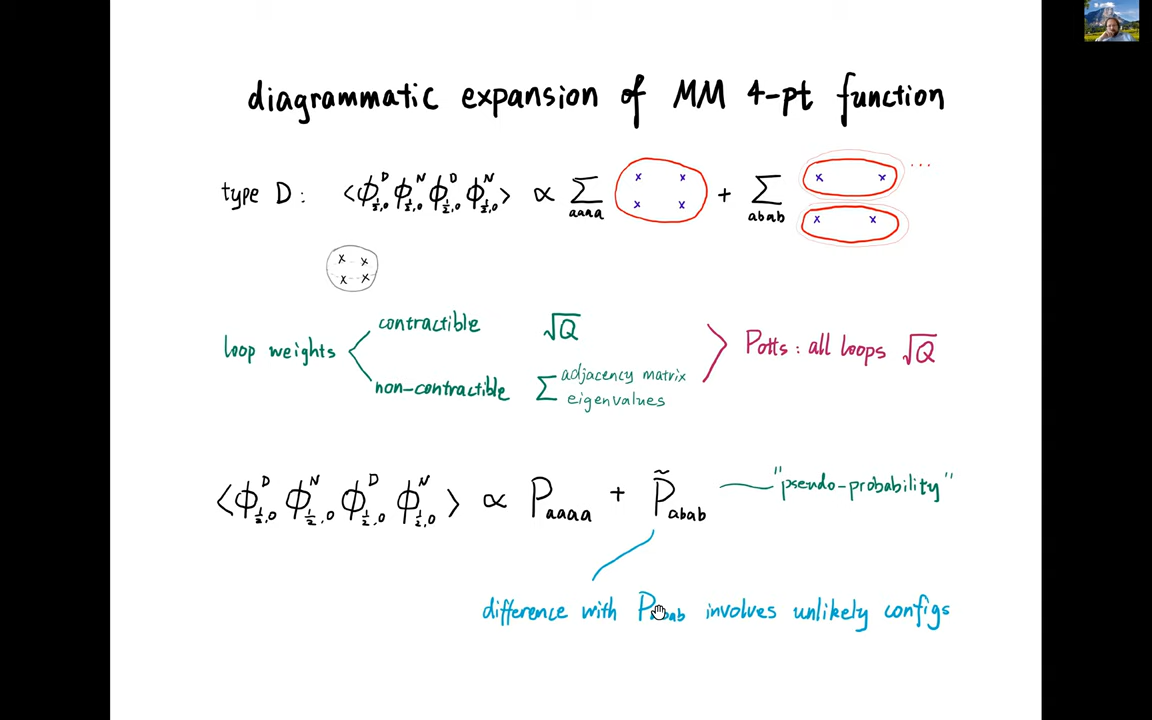 diagrammatic expansion of MM 4-pt function
type D: <ϕ^D_{½,0} ϕ^N_{½,0} ϕ^D_{½,0} ϕ^N_{½,0}> ∝ ∑_{aaaa} + ∑_{abab} ...
loop weights
contractible √Q
non-contractible ∑ adjacency matrix eigenvalues
Potts: all loops √Q
<ϕ^D_{½,0} ϕ^N_{½,0} ϕ^D_{½,0} ϕ^N_{½,0}> ∝ P_{aaaa} + P̃_{abab}
"pseudo-probability"
difference with P_{abab} involves unlikely configs